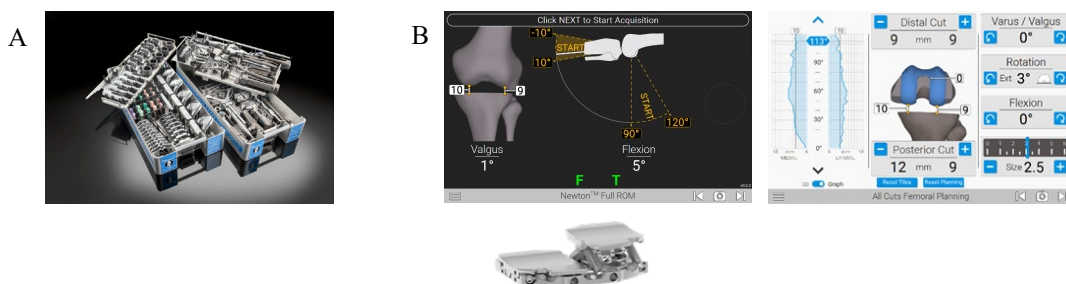 A
B
Click NEXT to Start Acquisition
-10°
START
10°
10
9
START
90°
120°
Valgus
1°
Flexion
5°
F T
Newton™ Full ROM
10
10
113°
90°
60°
30°
0°
Graph
Distal Cut
9 mm 9
0
10
9
Posterior Cut
12 mm 9
Recut Tibia
Reset Planning
Varus / Valgus
0°
Rotation
Ext 3°
Flexion
0°
Size 2.5
All Cuts Femoral Planning